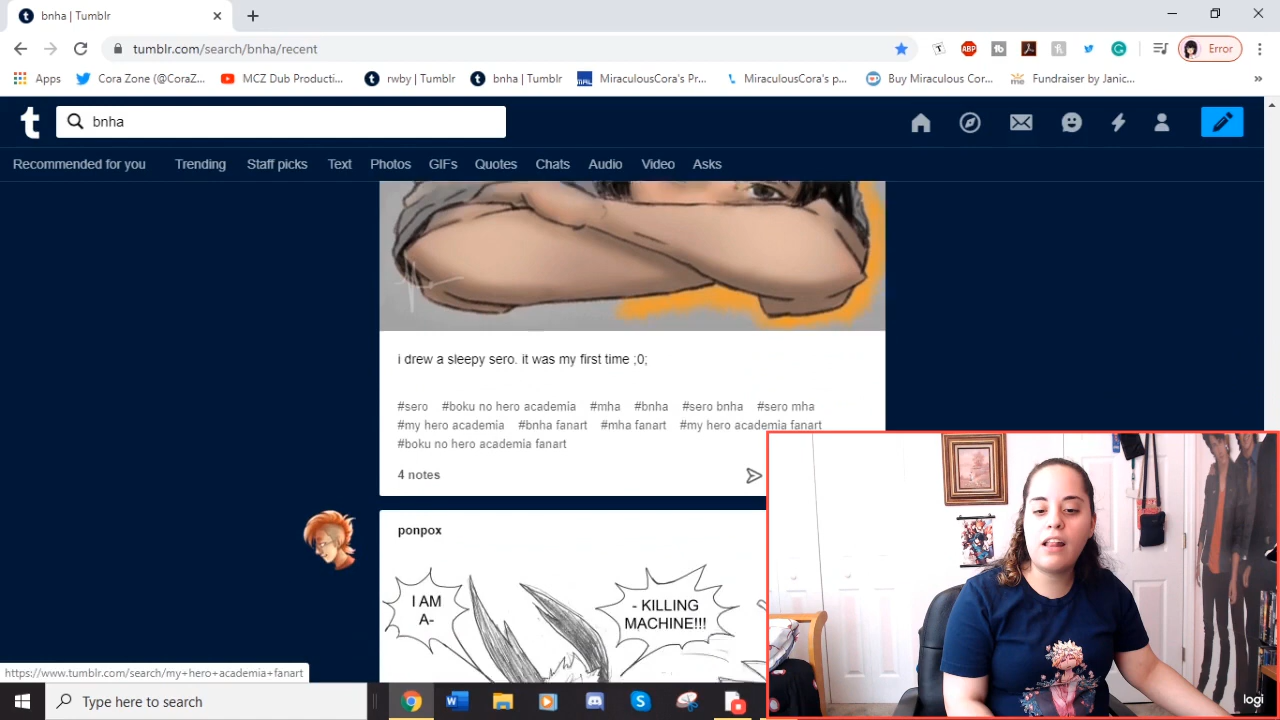 bnha | Tumblr
tumblr.com/search/bnha/recent
Error
Apps Cora Zone (@CoraZ... MCZ Dub Producti... rwby | Tumblr bnha | Tumblr MiraculousCora's Pr... MiraculousCora's p... Buy Miraculous Cor... Fundraiser by Janic...
bnha
Recommended for you Trending Staff picks Text Photos GIFs Quotes Chats Audio Video Asks
i drew a sleepy sero. it was my first time ;0;
#sero #boku no hero academia #mha #bnha #sero bnha #sero mha
#my hero academia #bnha fanart #mha fanart #my hero academia fanart
#boku no hero academia fanart
4 notes
ponpox
I AM
A-
- KILLING
MACHINE!!!
https://www.tumblr.com/search/my+hero+academia+fanart
Type here to search
logi